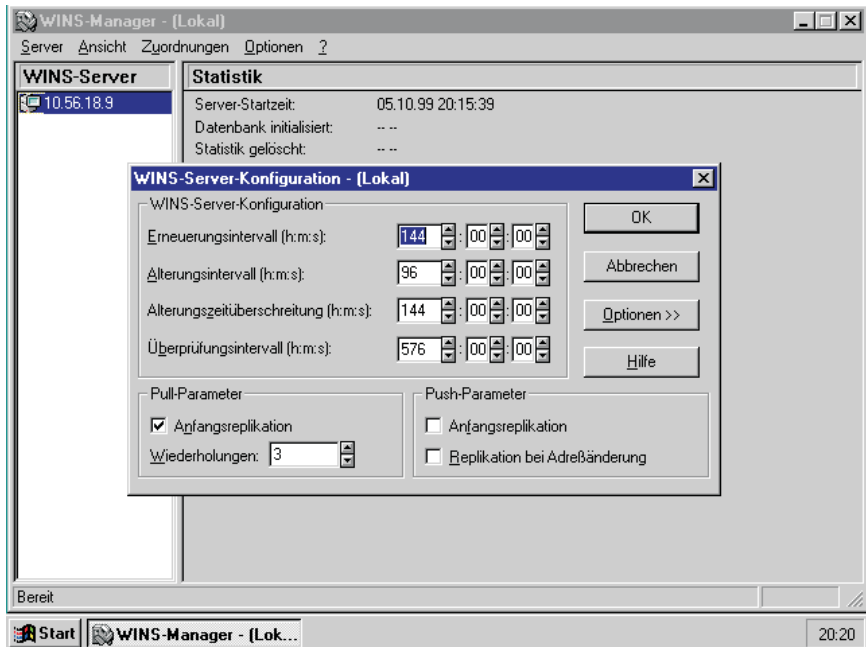 WINS-Manager - (Lokal)
Server Ansicht Zuordnungen Optionen ?
WINS-Server
Statistik
10.56.18.9
Server-Startzeit: 05.10.99 20:15:39
Datenbank initialisiert: -- --
Statistik gelöscht: -- --
WINS-Server-Konfiguration - (Lokal)
WINS-Server-Konfiguration
Erneuerungsintervall (h:m:s): 144 : 00 : 00
Alterungsintervall (h:m:s): 96 : 00 : 00
Alterungszeitüberschreitung (h:m:s): 144 : 00 : 00
Überprüfungsintervall (h:m:s): 576 : 00 : 00
OK
Abbrechen
Optionen >>
Hilfe
Pull-Parameter
Anfangsreplikation
Wiederholungen: 3
Push-Parameter
Anfangsreplikation
Replikation bei Adreßänderung
Bereit
Start
WINS-Manager - (Lok...
20:20